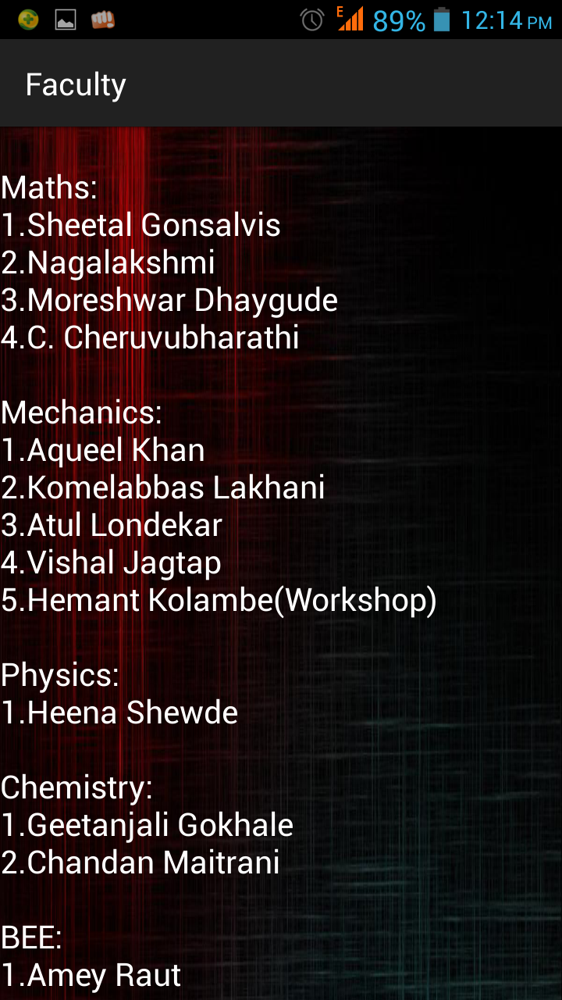 E 89% 12:14 PM
Faculty
Maths:
1.Sheetal Gonsalvis
2.Nagalakshmi
3.Moreshwar Dhaygude
4.C. Cheruvubharathi
Mechanics:
1.Aqueel Khan
2.Komelabbas Lakhani
3.Atul Londekar
4.Vishal Jagtap
5.Hemant Kolambe(Workshop)
Physics:
1.Heena Shewde
Chemistry:
1.Geetanjali Gokhale
2.Chandan Maitrani
BEE:
1.Amey Raut